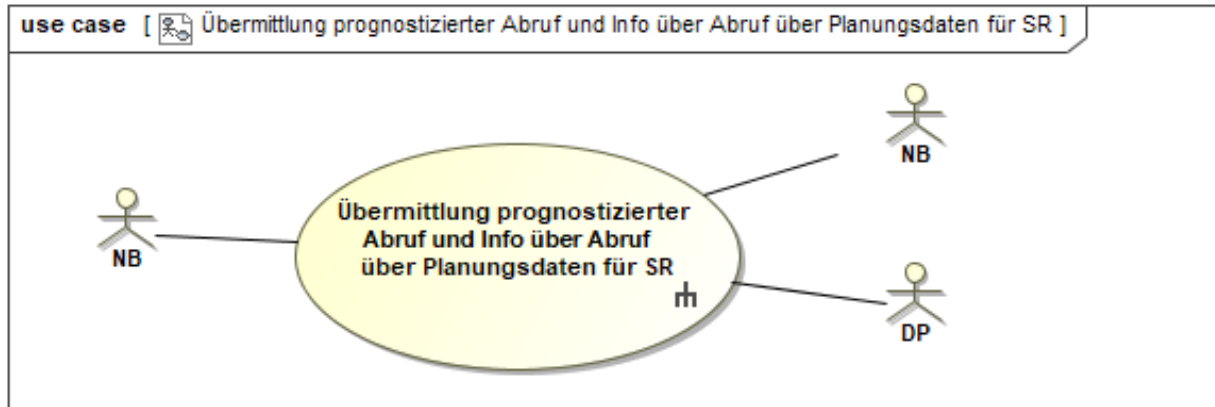 use case [ Übermittlung prognostizierter Abruf und Info über Abruf über Planungsdaten für SR ]
NB
Übermittlung prognostizierter
Abruf und Info über Abruf
über Planungsdaten für SR
NB
DP